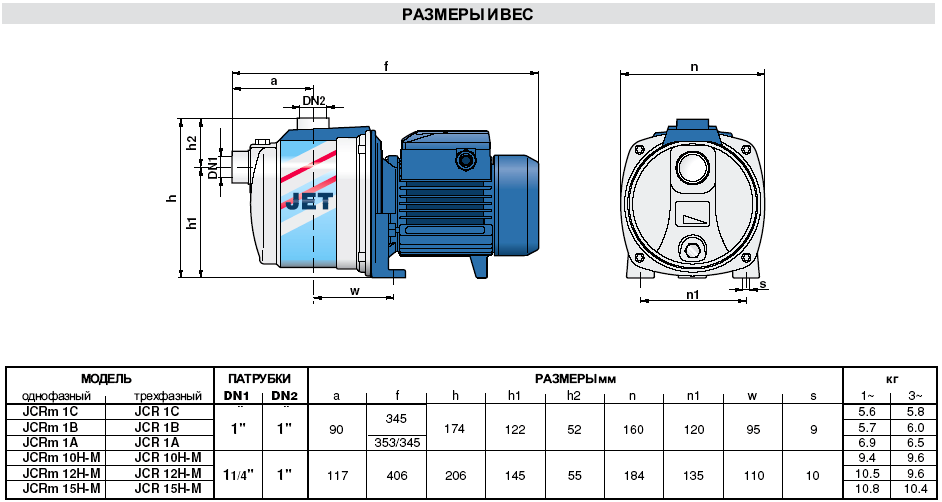 РАЗМЕРЫ И ВЕС
f
n
a
DN2
h2
DN1
h
h1
JET
w
n1
s
МОДЕЛЬ ПАТРУБКИ РАЗМЕРЫ мм кг
однофазный трехфазный DN1 DN2 a f h h1 h2 n n1 w s 1~ 3~
JCRm 1C JCR 1C 1" 1" 90 345 174 122 52 160 120 95 9 5.6 5.8
JCRm 1B JCR 1B 5.7 6.0
JCRm 1A JCR 1A 353/345 6.9 6.5
JCRm 10H-M JCR 10H-M 9.4 9.6
JCRm 12H-M JCR 12H-M 11/4" 1" 117 406 206 145 55 184 135 110 10 10.5 9.6
JCRm 15H-M JCR 15H-M 10.8 10.4